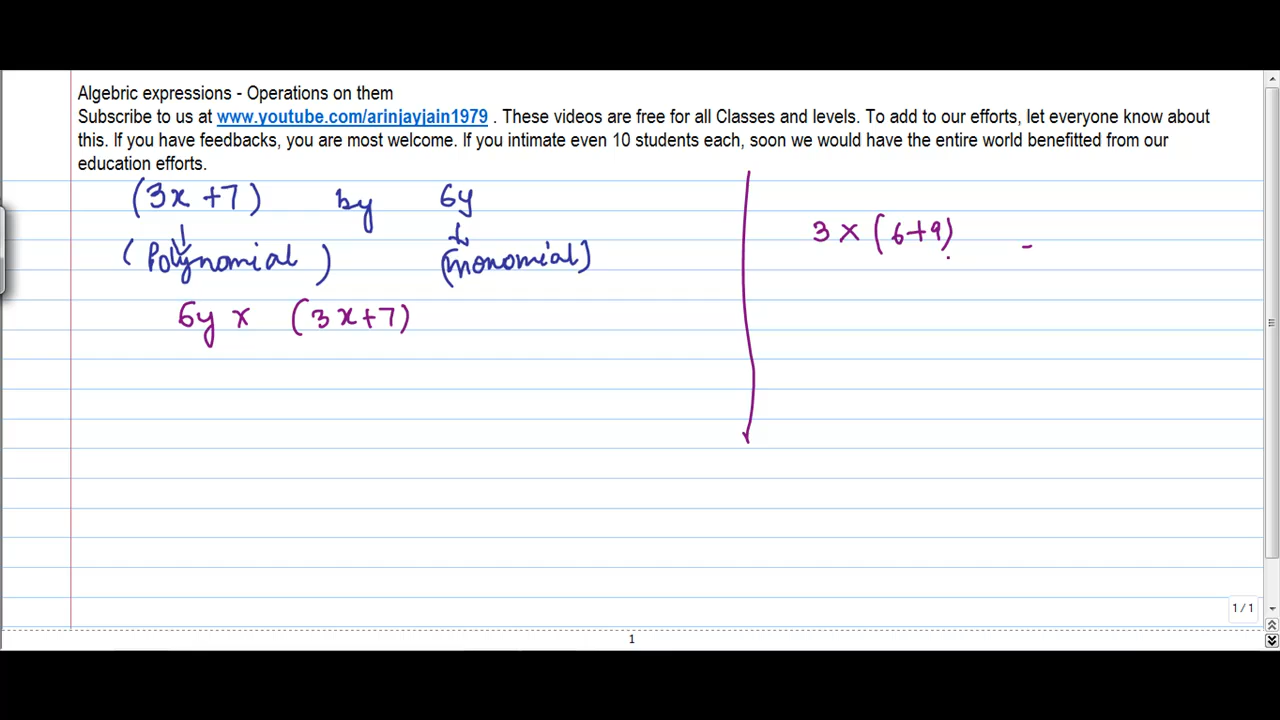 Algebric expressions - Operations on them
Subscribe to us at www.youtube.com/arinjayjain1979 . These videos are free for all Classes and levels. To add to our efforts, let everyone know about
this. If you have feedbacks, you are most welcome. If you intimate even 10 students each, soon we would have the entire world benefitted from our
education efforts.
(3x +7) by 6y
(Polynomial) (monomial)
6y x (3x+7)
3 × (6+9) -
1 / 1
1